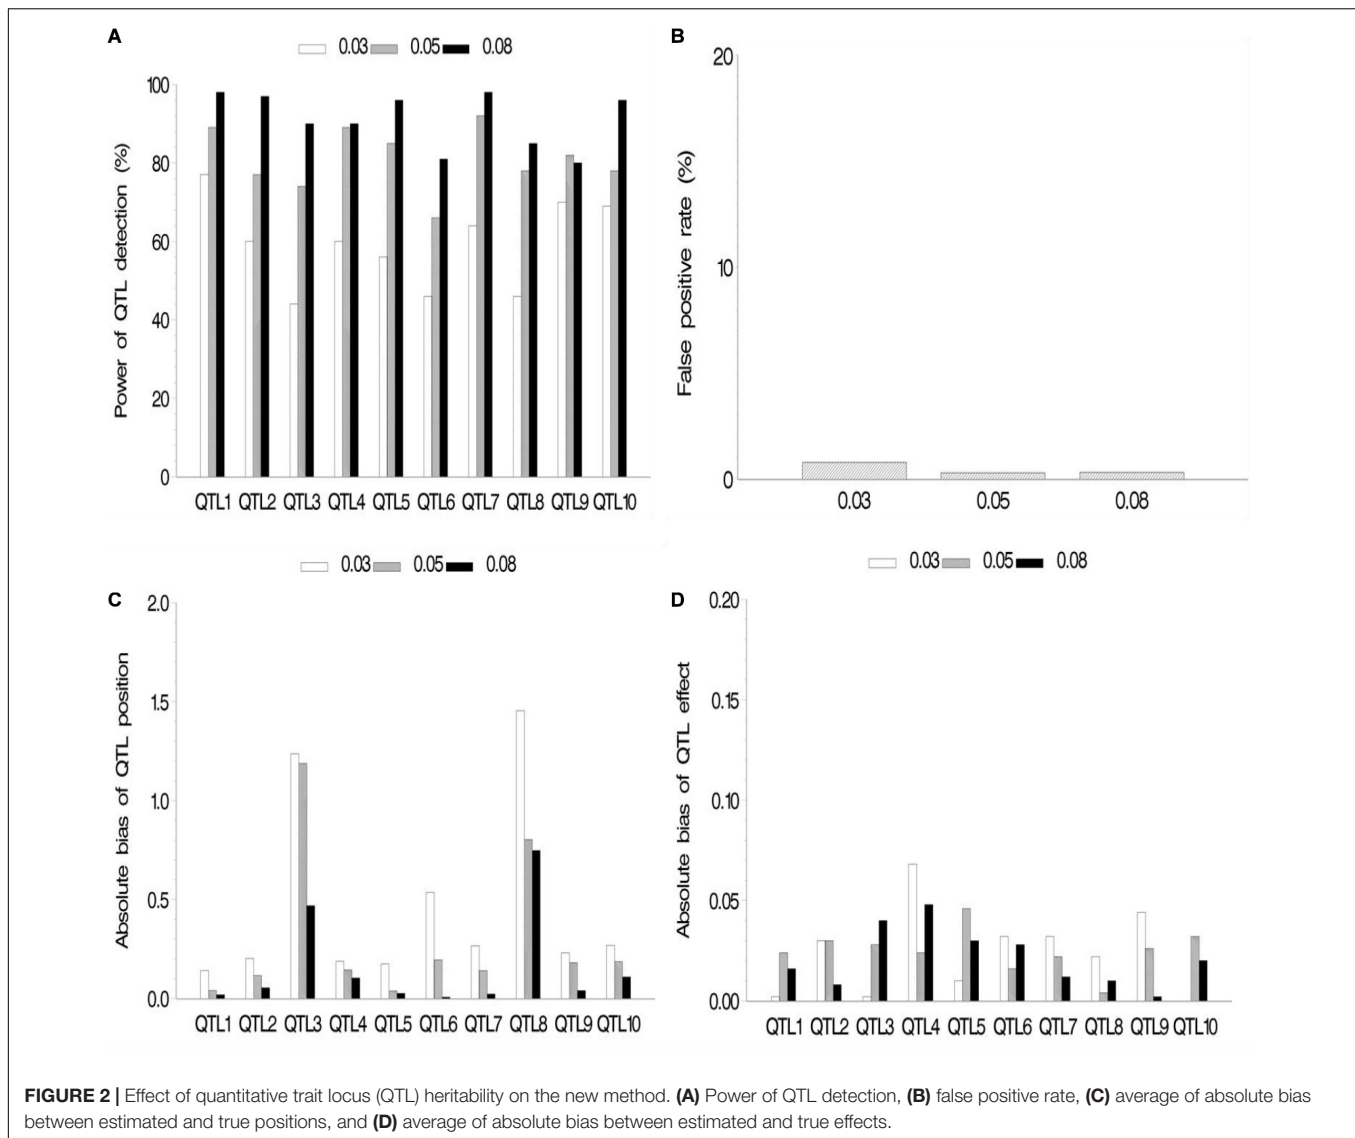 A
0.03 0.05 0.08
Power of QTL detection (%)
100
80
60
40
20
0
QTL1 QTL2 QTL3 QTL4 QTL5 QTL6 QTL7 QTL8 QTL9 QTL10
B
False positive rate (%)
20
10
0
0.03 0.05 0.08
0.03 0.05 0.08
C
Absolute bias of QTL position
2.0
1.5
1.0
0.5
0.0
QTL1 QTL2 QTL3 QTL4 QTL5 QTL6 QTL7 QTL8 QTL9 QTL10
0.03 0.05 0.08
D
Absolute bias of QTL effect
0.20
0.15
0.10
0.05
0.00
QTL1 QTL2 QTL3 QTL4 QTL5 QTL6 QTL7 QTL8 QTL9 QTL10
FIGURE 2 | Effect of quantitative trait locus (QTL) heritability on the new method. (A) Power of QTL detection, (B) false positive rate, (C) average of absolute bias
between estimated and true positions, and (D) average of absolute bias between estimated and true effects.